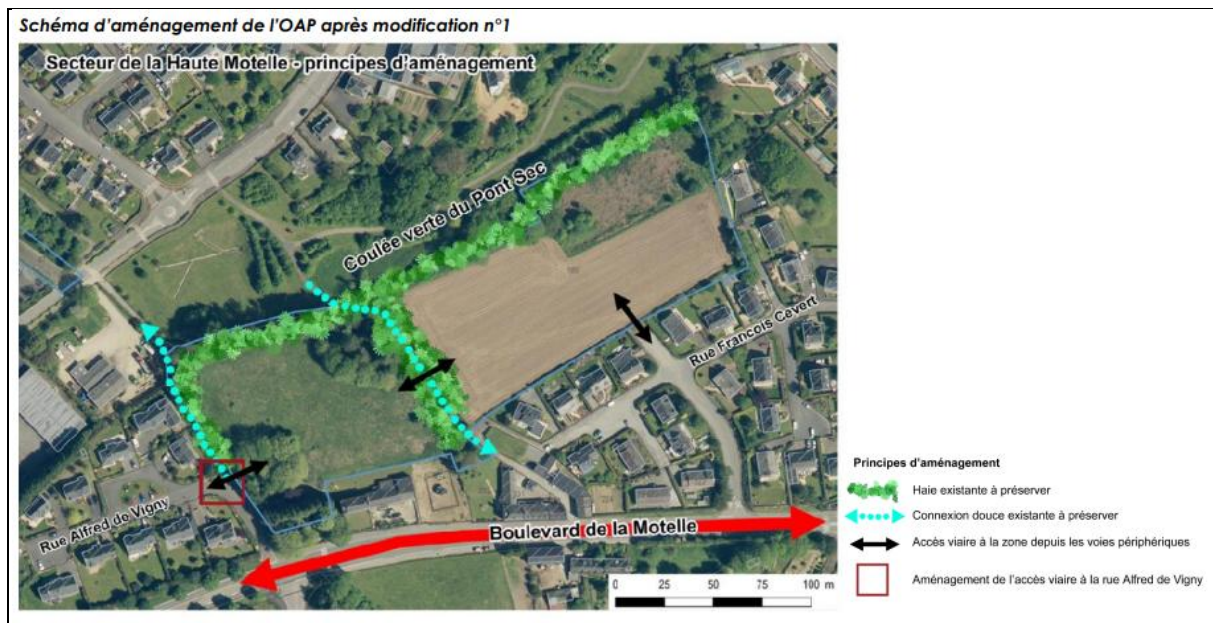 Schéma d'aménagement de l'OAP après modification n°1
Secteur de la Haute Motelle - principes d'aménagement
Coulée verte du Pont Sec
Rue François Cevert
Rue Alfred de Vigny
Boulevard de la Motelle
0 25 50 75 100 m
Principes d'aménagement
Haie existante à préserver
Connexion douce existante à préserver
Accès viaire à la zone depuis les voies périphériques
Aménagement de l'accès viaire à la rue Alfred de Vigny